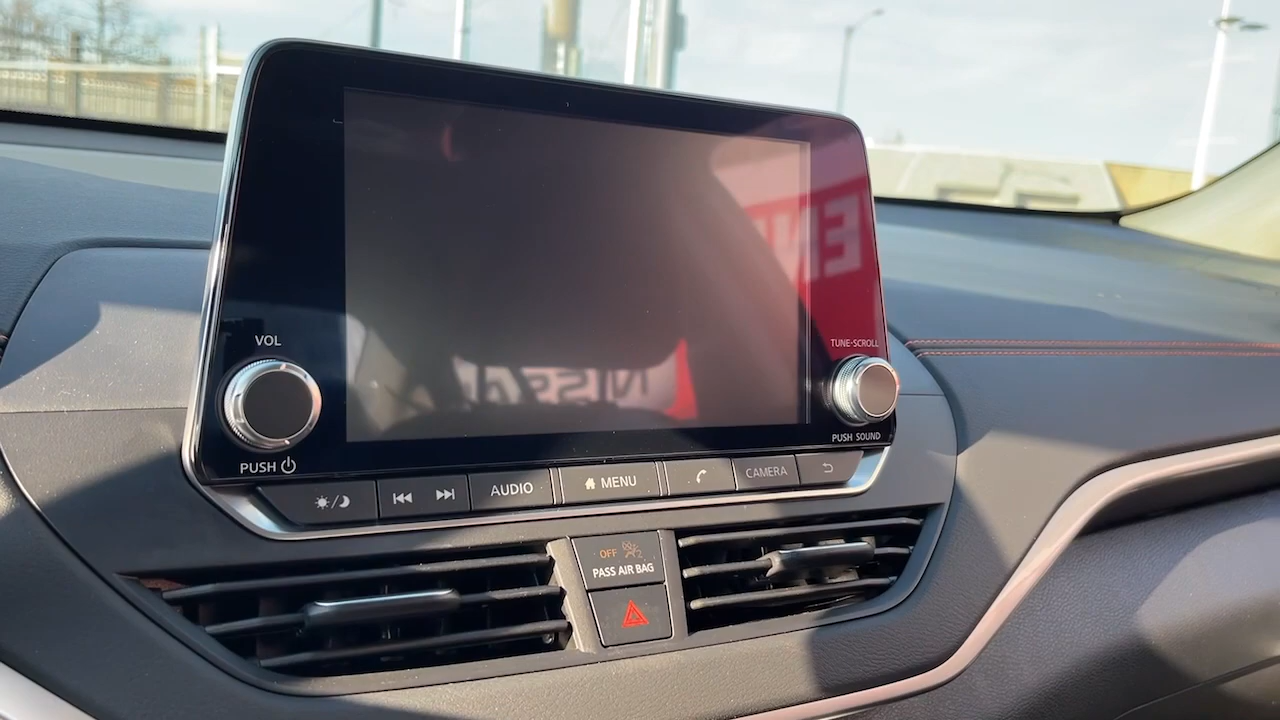 VOL
TUNE·SCROLL
PUSH
PUSH SOUND
AUDIO
MENU
CAMERA
OFF
PASS AIR BAG